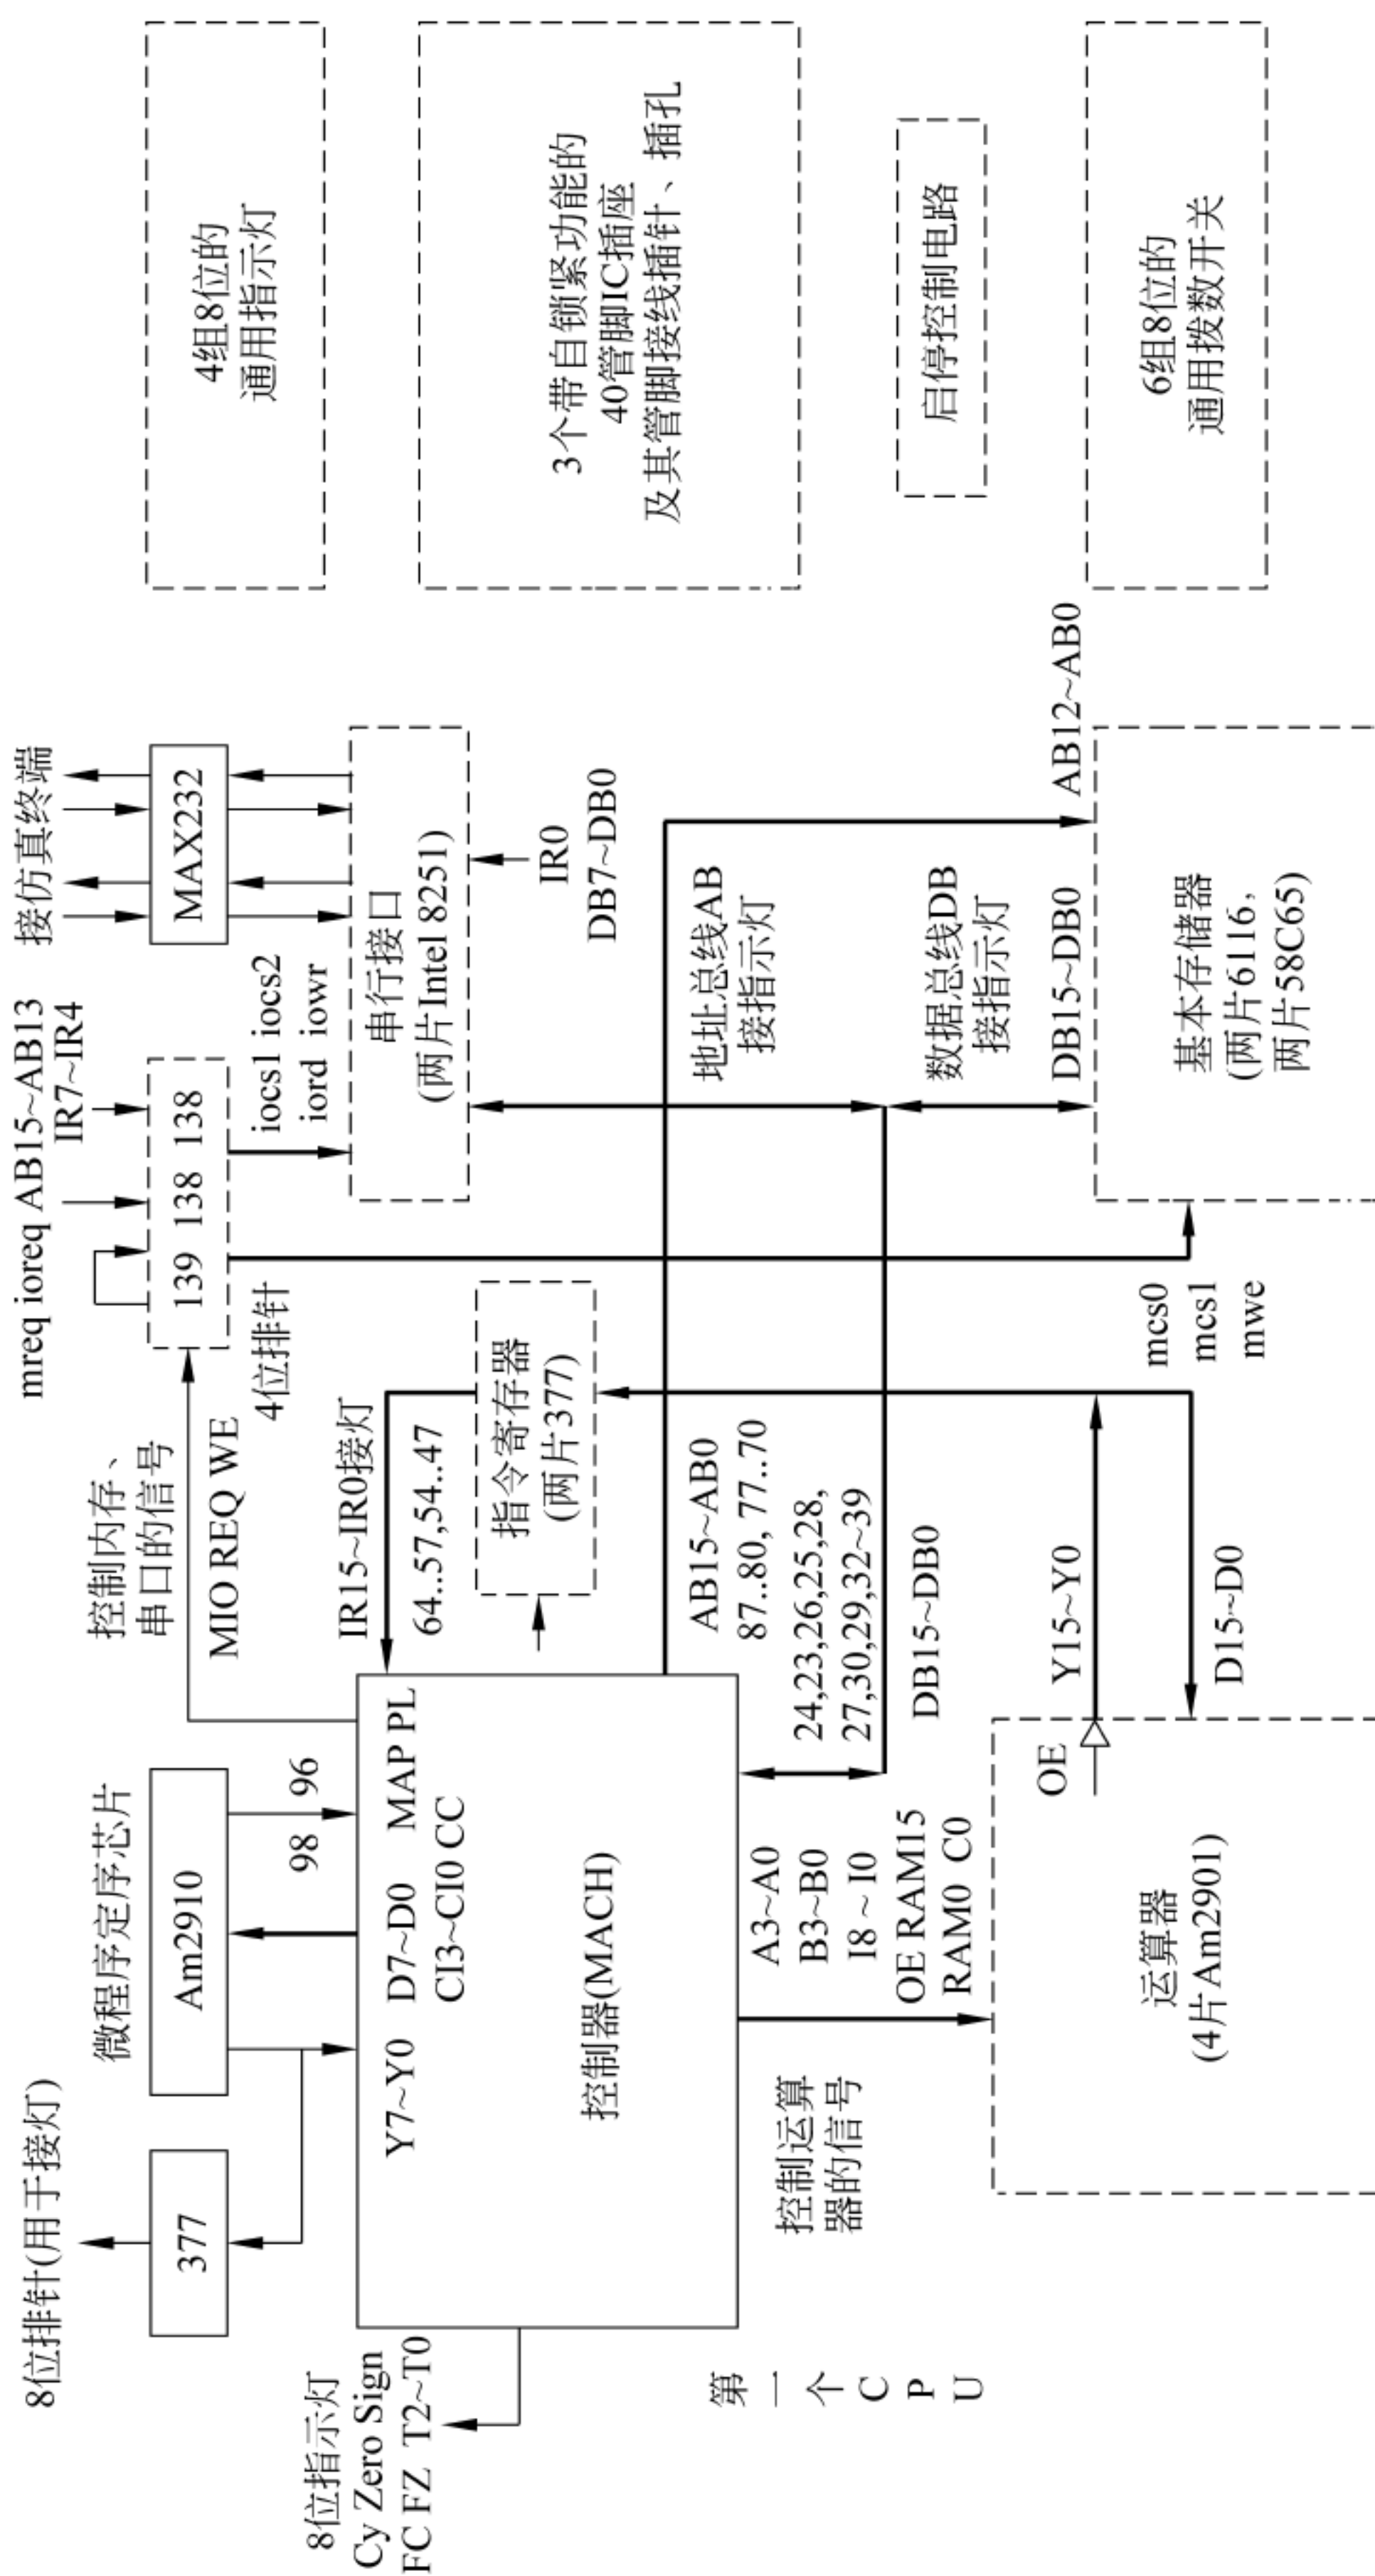 8位排针(用于接灯)
377
微程序定序芯片
Am2910
98
96
8位指示灯
Cy Zero Sign
FC FZ T2~T0
Y7~Y0
D7~D0
MAP PL
CI3~CI0 CC
控制器(MACH)
控制内存、
串口的信号
MIO REQ WE
mreq ioreq AB15~AB13
IR7~IR4
139 138 138
4位排针
iocs1 iocs2
iord iowr
接仿真终端
MAX232
串行接口
(两片Intel 8251)
IR0
DB7~DB0
IR15~IR0接灯
64..57,54..47
指令寄存器
(两片377)
AB15~AB0
87..80, 77..70
24,23,26,25,28,
27,30,29,32~39
DB15~DB0
地址总线AB
接指示灯
数据总线DB
接指示灯
DB15~DB0
AB12~AB0
基本存储器
(两片6116,
两片58C65)
mcs0
mcs1
mwe
第一个CPU
控制运算
器的信号
A3~A0
B3~B0
I8 ~ I0
OE RAM15
RAM0 C0
运算器
(4片Am2901)
OE
Y15~Y0
D15~D0
4组8位的
通用指示灯
3个带自锁紧功能的
40管脚IC插座
及其管脚接线插针、插孔
启停控制电路
6组8位的
通用拨数开关